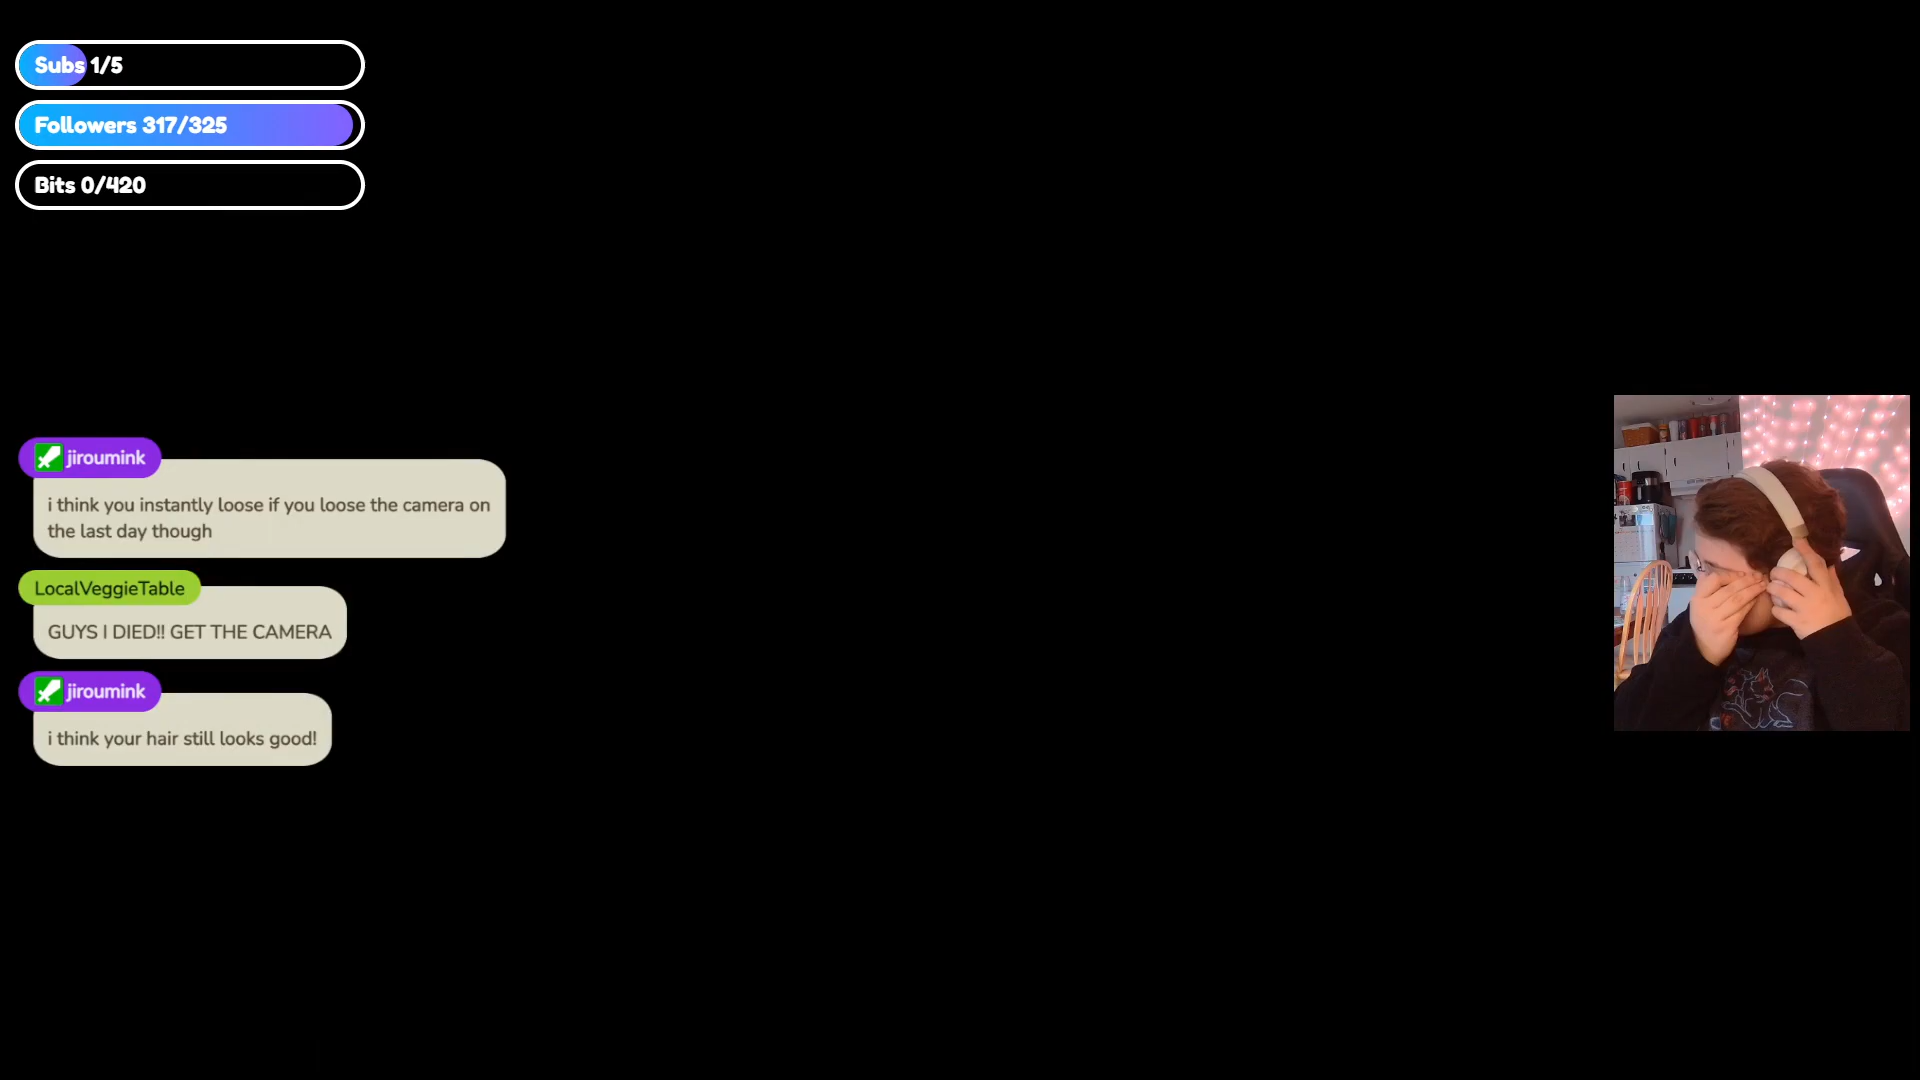 Subs 1/5
Followers 317/325
Bits 0/420
jiroumink
i think you instantly loose if you loose the camera on
the last day though
LocalVeggieTable
GUYS I DIED!! GET THE CAMERA
jiroumink
i think your hair still looks good!